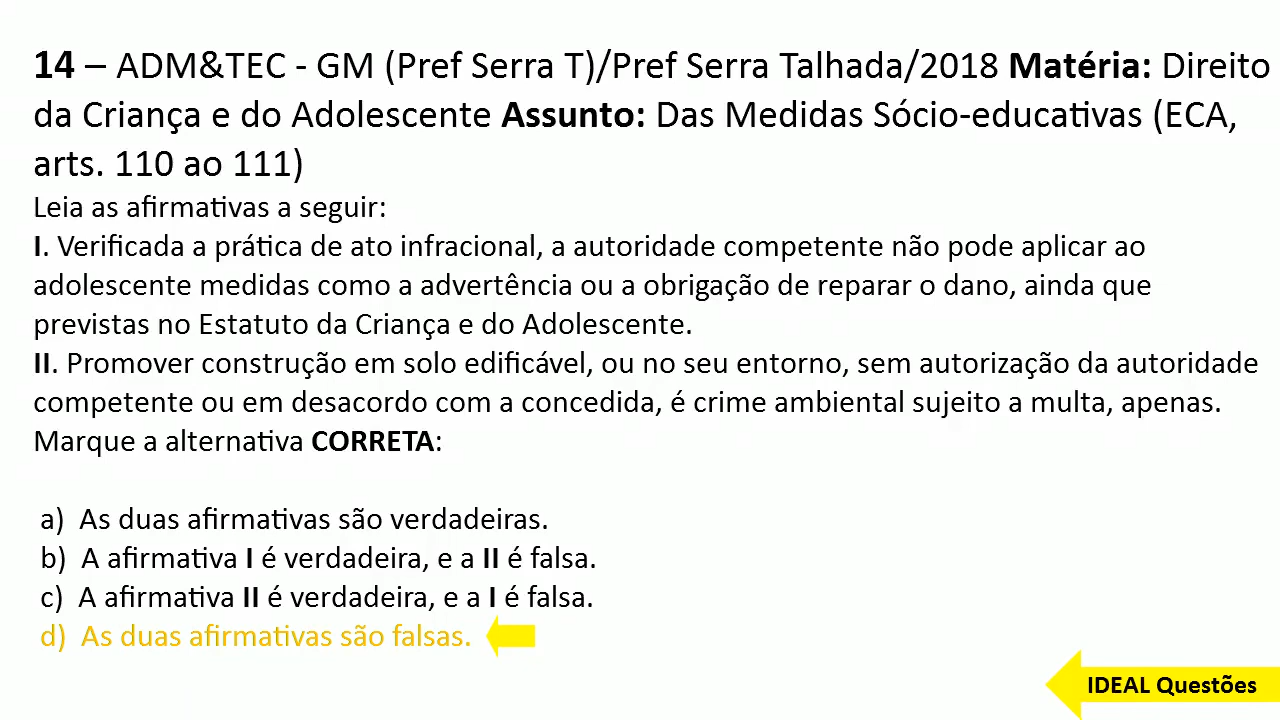 14 – ADM&TEC - GM (Pref Serra T)/Pref Serra Talhada/2018 Matéria: Direito
da Criança e do Adolescente Assunto: Das Medidas Sócio-educativas (ECA,
arts. 110 ao 111)
Leia as afirmativas a seguir:
I. Verificada a prática de ato infracional, a autoridade competente não pode aplicar ao
adolescente medidas como a advertência ou a obrigação de reparar o dano, ainda que
previstas no Estatuto da Criança e do Adolescente.
II. Promover construção em solo edificável, ou no seu entorno, sem autorização da autoridade
competente ou em desacordo com a concedida, é crime ambiental sujeito a multa, apenas.
Marque a alternativa CORRETA:
a) As duas afirmativas são verdadeiras.
b) A afirmativa I é verdadeira, e a II é falsa.
c) A afirmativa II é verdadeira, e a I é falsa.
d) As duas afirmativas são falsas.
IDEAL Questões